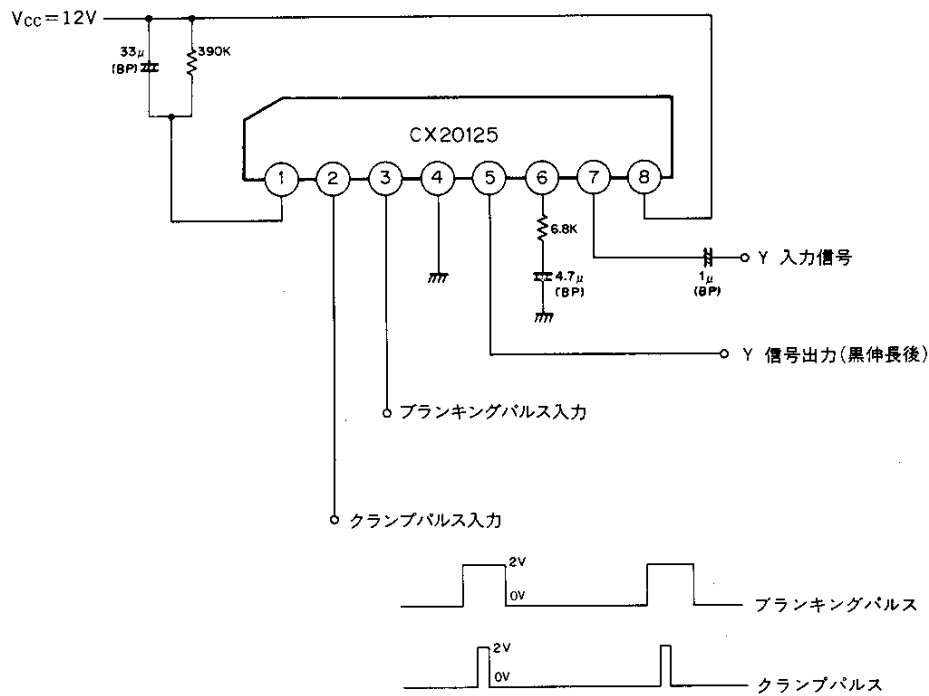 Vcc=12V
33μ
(BP)
390K
CX20125
1 2 3 4 5 6 7 8
6.8K
4.7μ
(BP)
1μ
(BP)
Y 入力信号
Y 信号出力(黒伸長後)
ブランキングパルス入力
クランプパルス入力
2V
0V
ブランキングパルス
2V
0V
クランプパルス